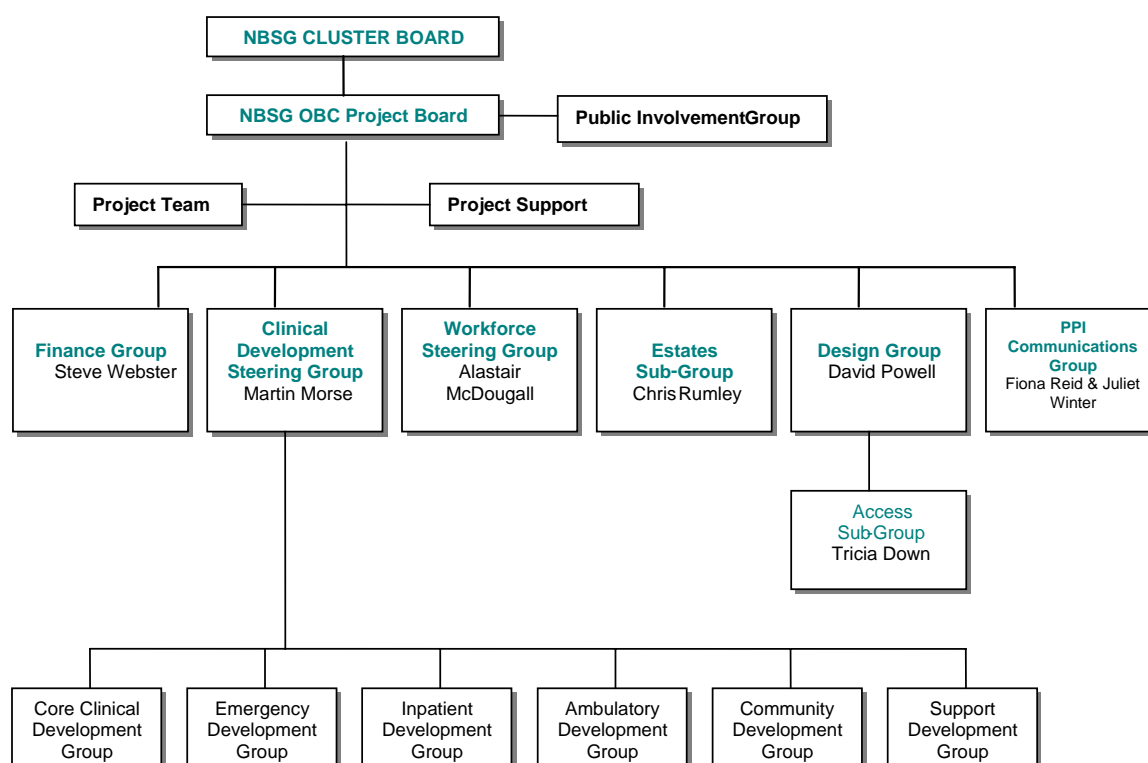 NBSG CLUSTER BOARD
NBSG OBC Project Board
Public InvolvementGroup
Project Team
Project Support
Finance Group
Steve Webster
Clinical
Development
Steering Group
Martin Morse
Workforce
Steering Group
Alastair
McDougall
Estates
Sub-Group
Chris Rumley
Design Group
David Powell
PPI
Communications
Group
Fiona Reid & Juliet
Winter
Access
Sub-Group
Tricia Down
Core Clinical
Development
Group
Emergency
Development
Group
Inpatient
Development
Group
Ambulatory
Development
Group
Community
Development
Group
Support
Development
Group